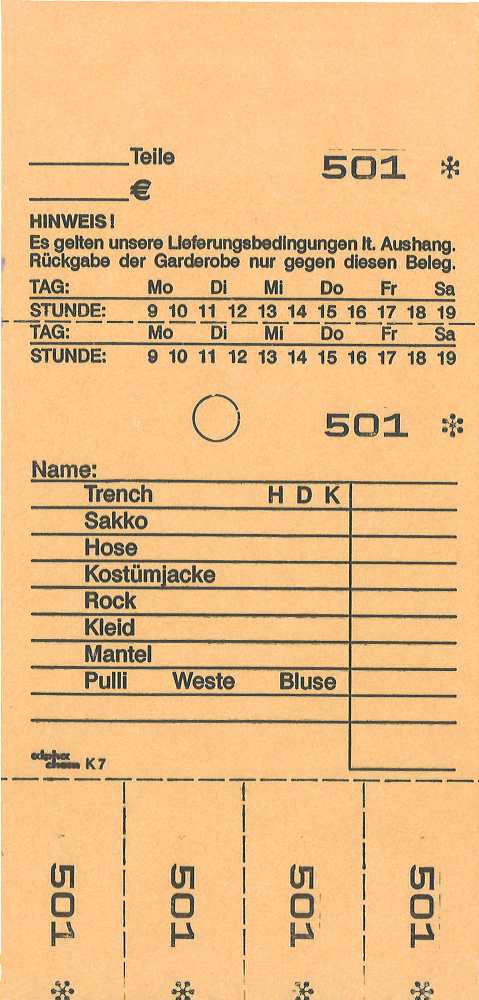 Teile
501 *
€
HINWEIS!
Es gelten unsere Lieferungsbedingungen lt. Aushang.
Rückgabe der Garderobe nur gegen diesen Beleg.
TAG: Mo Di Mi Do Fr Sa
STUNDE: 9 10 11 12 13 14 15 16 17 18 19
TAG: Mo Di Mi Do Fr Sa
STUNDE: 9 10 11 12 13 14 15 16 17 18 19
501 *
Name:
Trench H D K
Sakko
Hose
Kostümjacke
Rock
Kleid
Mantel
Pulli Weste Bluse
alpha
chem K7
501 *
501 *
501 *
501 *